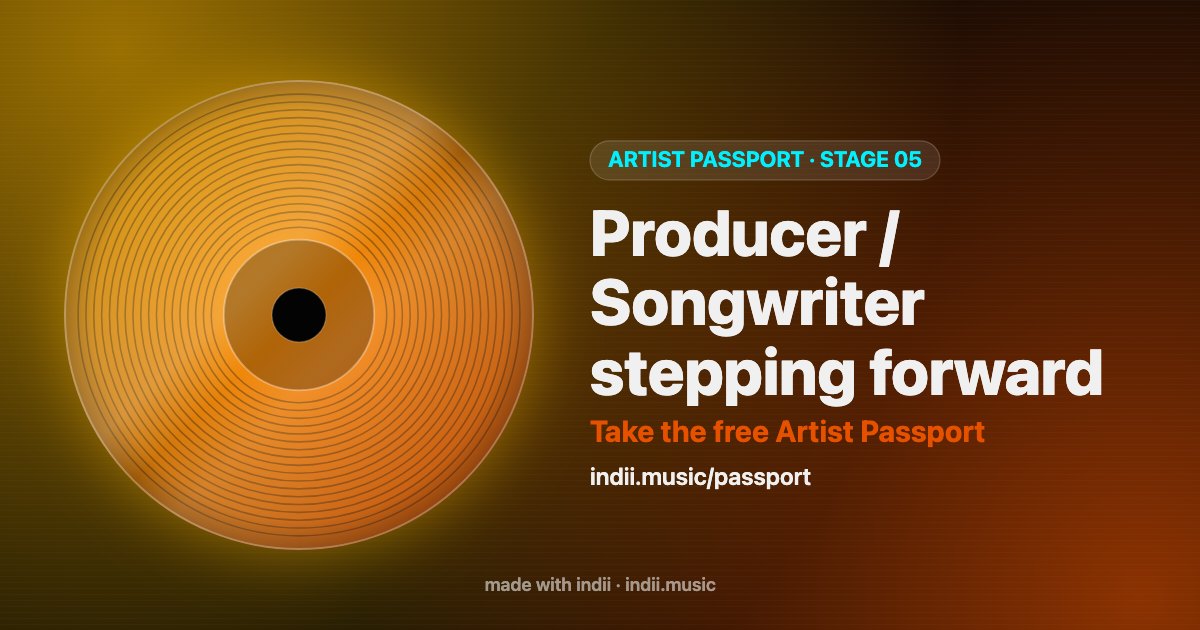 ARTIST PASSPORT · STAGE 05
Producer /
Songwriter
stepping forward
Take the free Artist Passport
indii.music/passport
made with indii · indii.music